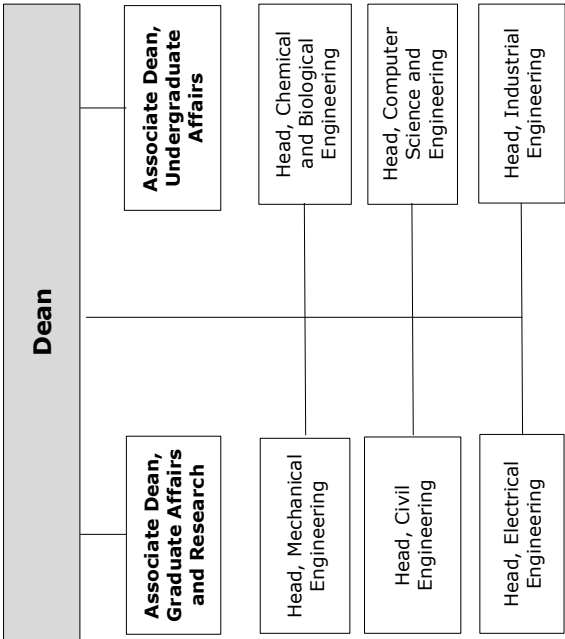 Dean
Associate Dean,
Graduate Affairs
and Research
Associate Dean,
Undergraduate
Affairs
Head, Mechanical
Engineering
Head, Chemical
and Biological
Engineering
Head, Civil
Engineering
Head, Computer
Science and
Engineering
Head, Electrical
Engineering
Head, Industrial
Engineering